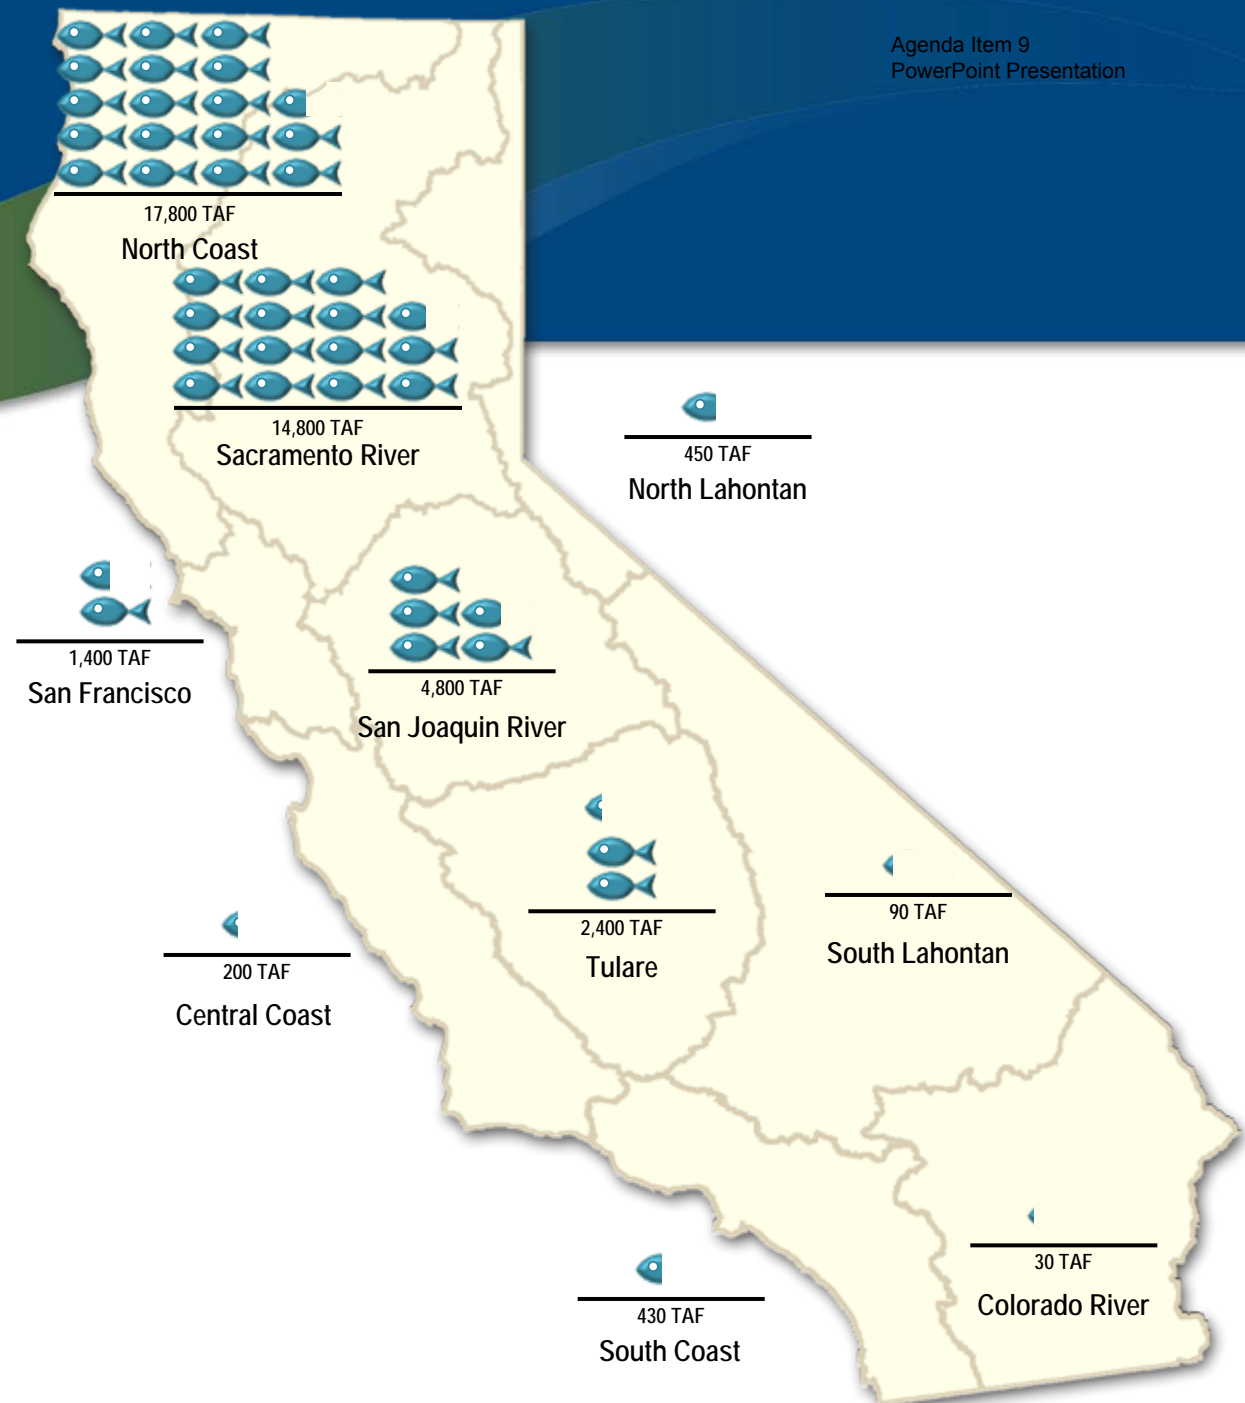 Agenda Item 9
PowerPoint Presentation
17,800 TAF
North Coast
14,800 TAF
Sacramento River
450 TAF
North Lahontan
1,400 TAF
San Francisco
4,800 TAF
San Joaquin River
2,400 TAF
Tulare
90 TAF
South Lahontan
200 TAF
Central Coast
30 TAF
Colorado River
430 TAF
South Coast